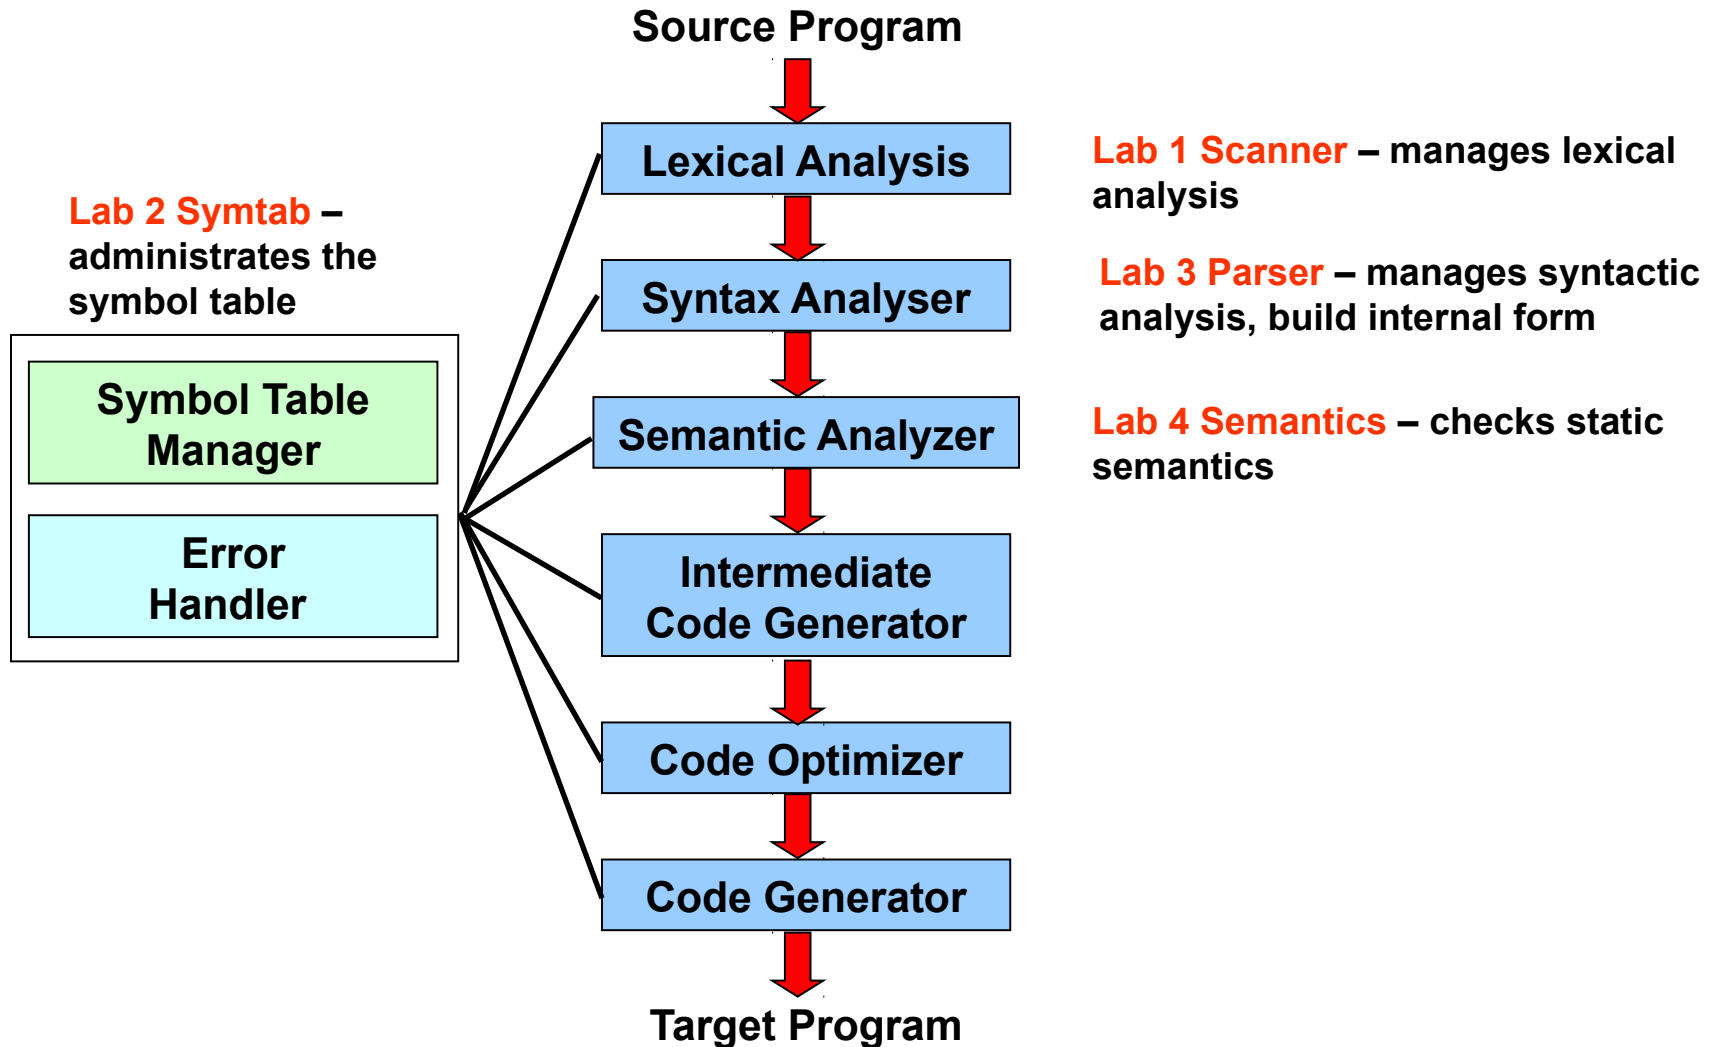 Source Program
Lexical Analysis
Lab 1 Scanner – manages lexical
analysis
Lab 2 Symtab –
administrates the
symbol table
Syntax Analyser
Lab 3 Parser – manages syntactic
analysis, build internal form
Symbol Table
Manager
Semantic Analyzer
Lab 4 Semantics – checks static
semantics
Error
Handler
Intermediate
Code Generator
Code Optimizer
Code Generator
Target Program